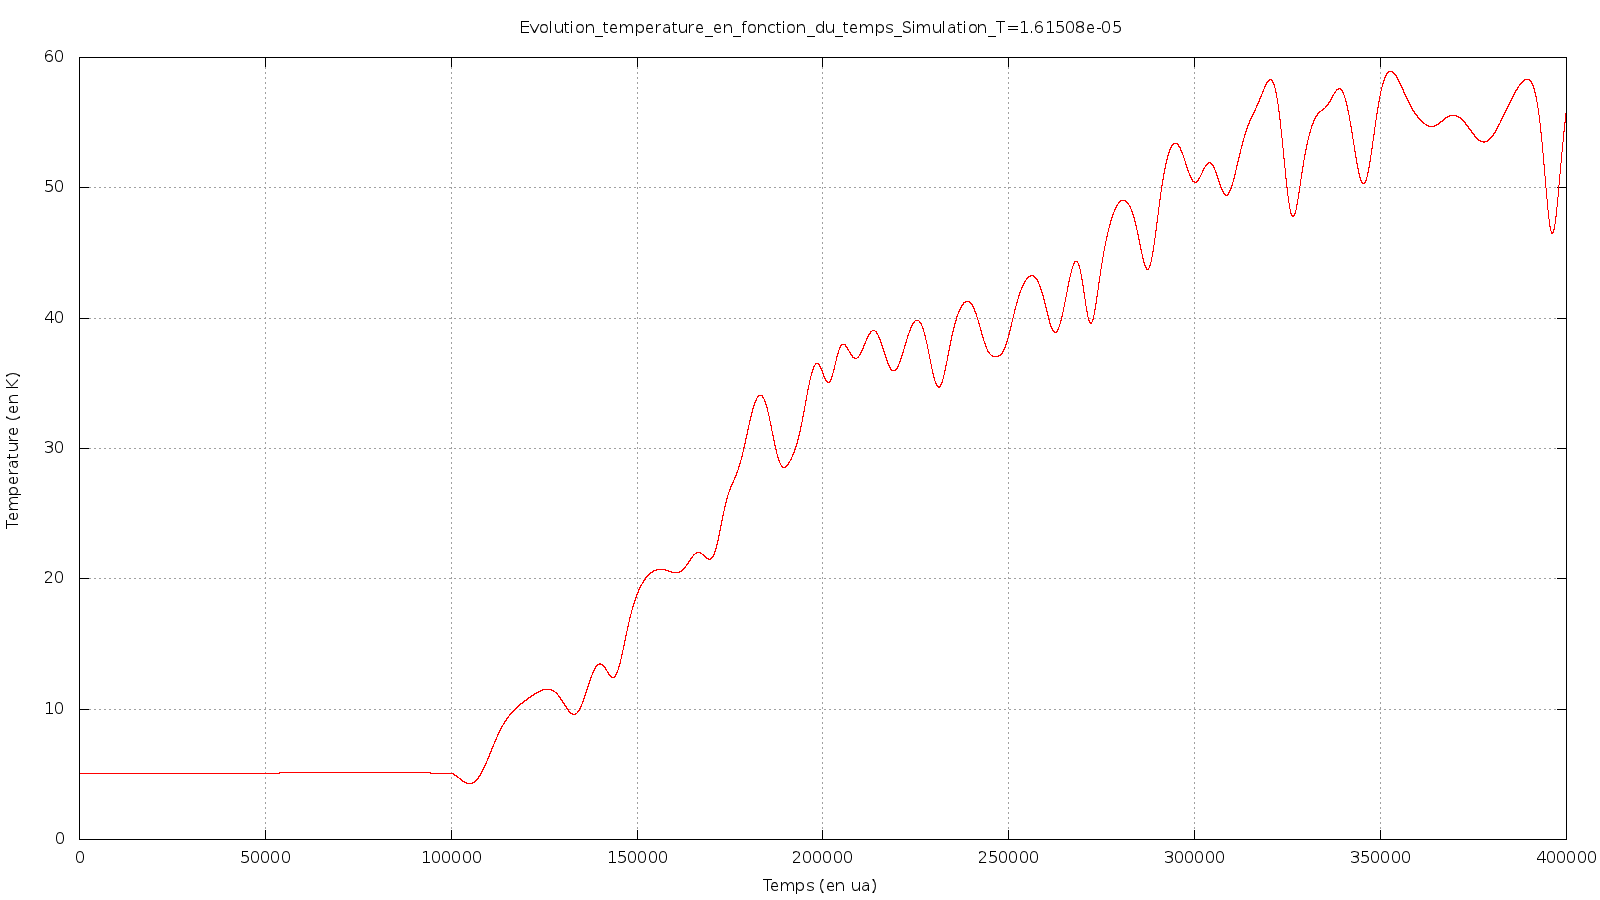 Evolution_temperature_en_fonction_du_temps_Simulation_T=1.61508e-05
60
50
40
30
20
10
0
Temperature (en K)
0 50000 100000 150000 200000 250000 300000 350000 400000
Temps (en ua)